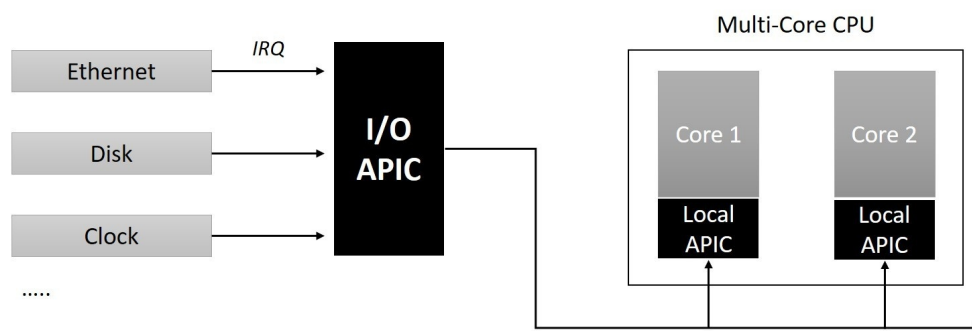 Multi-Core CPU
IRQ
Ethernet
Disk
Clock
.....
I/O
APIC
Core 1
Local
APIC
Core 2
Local
APIC